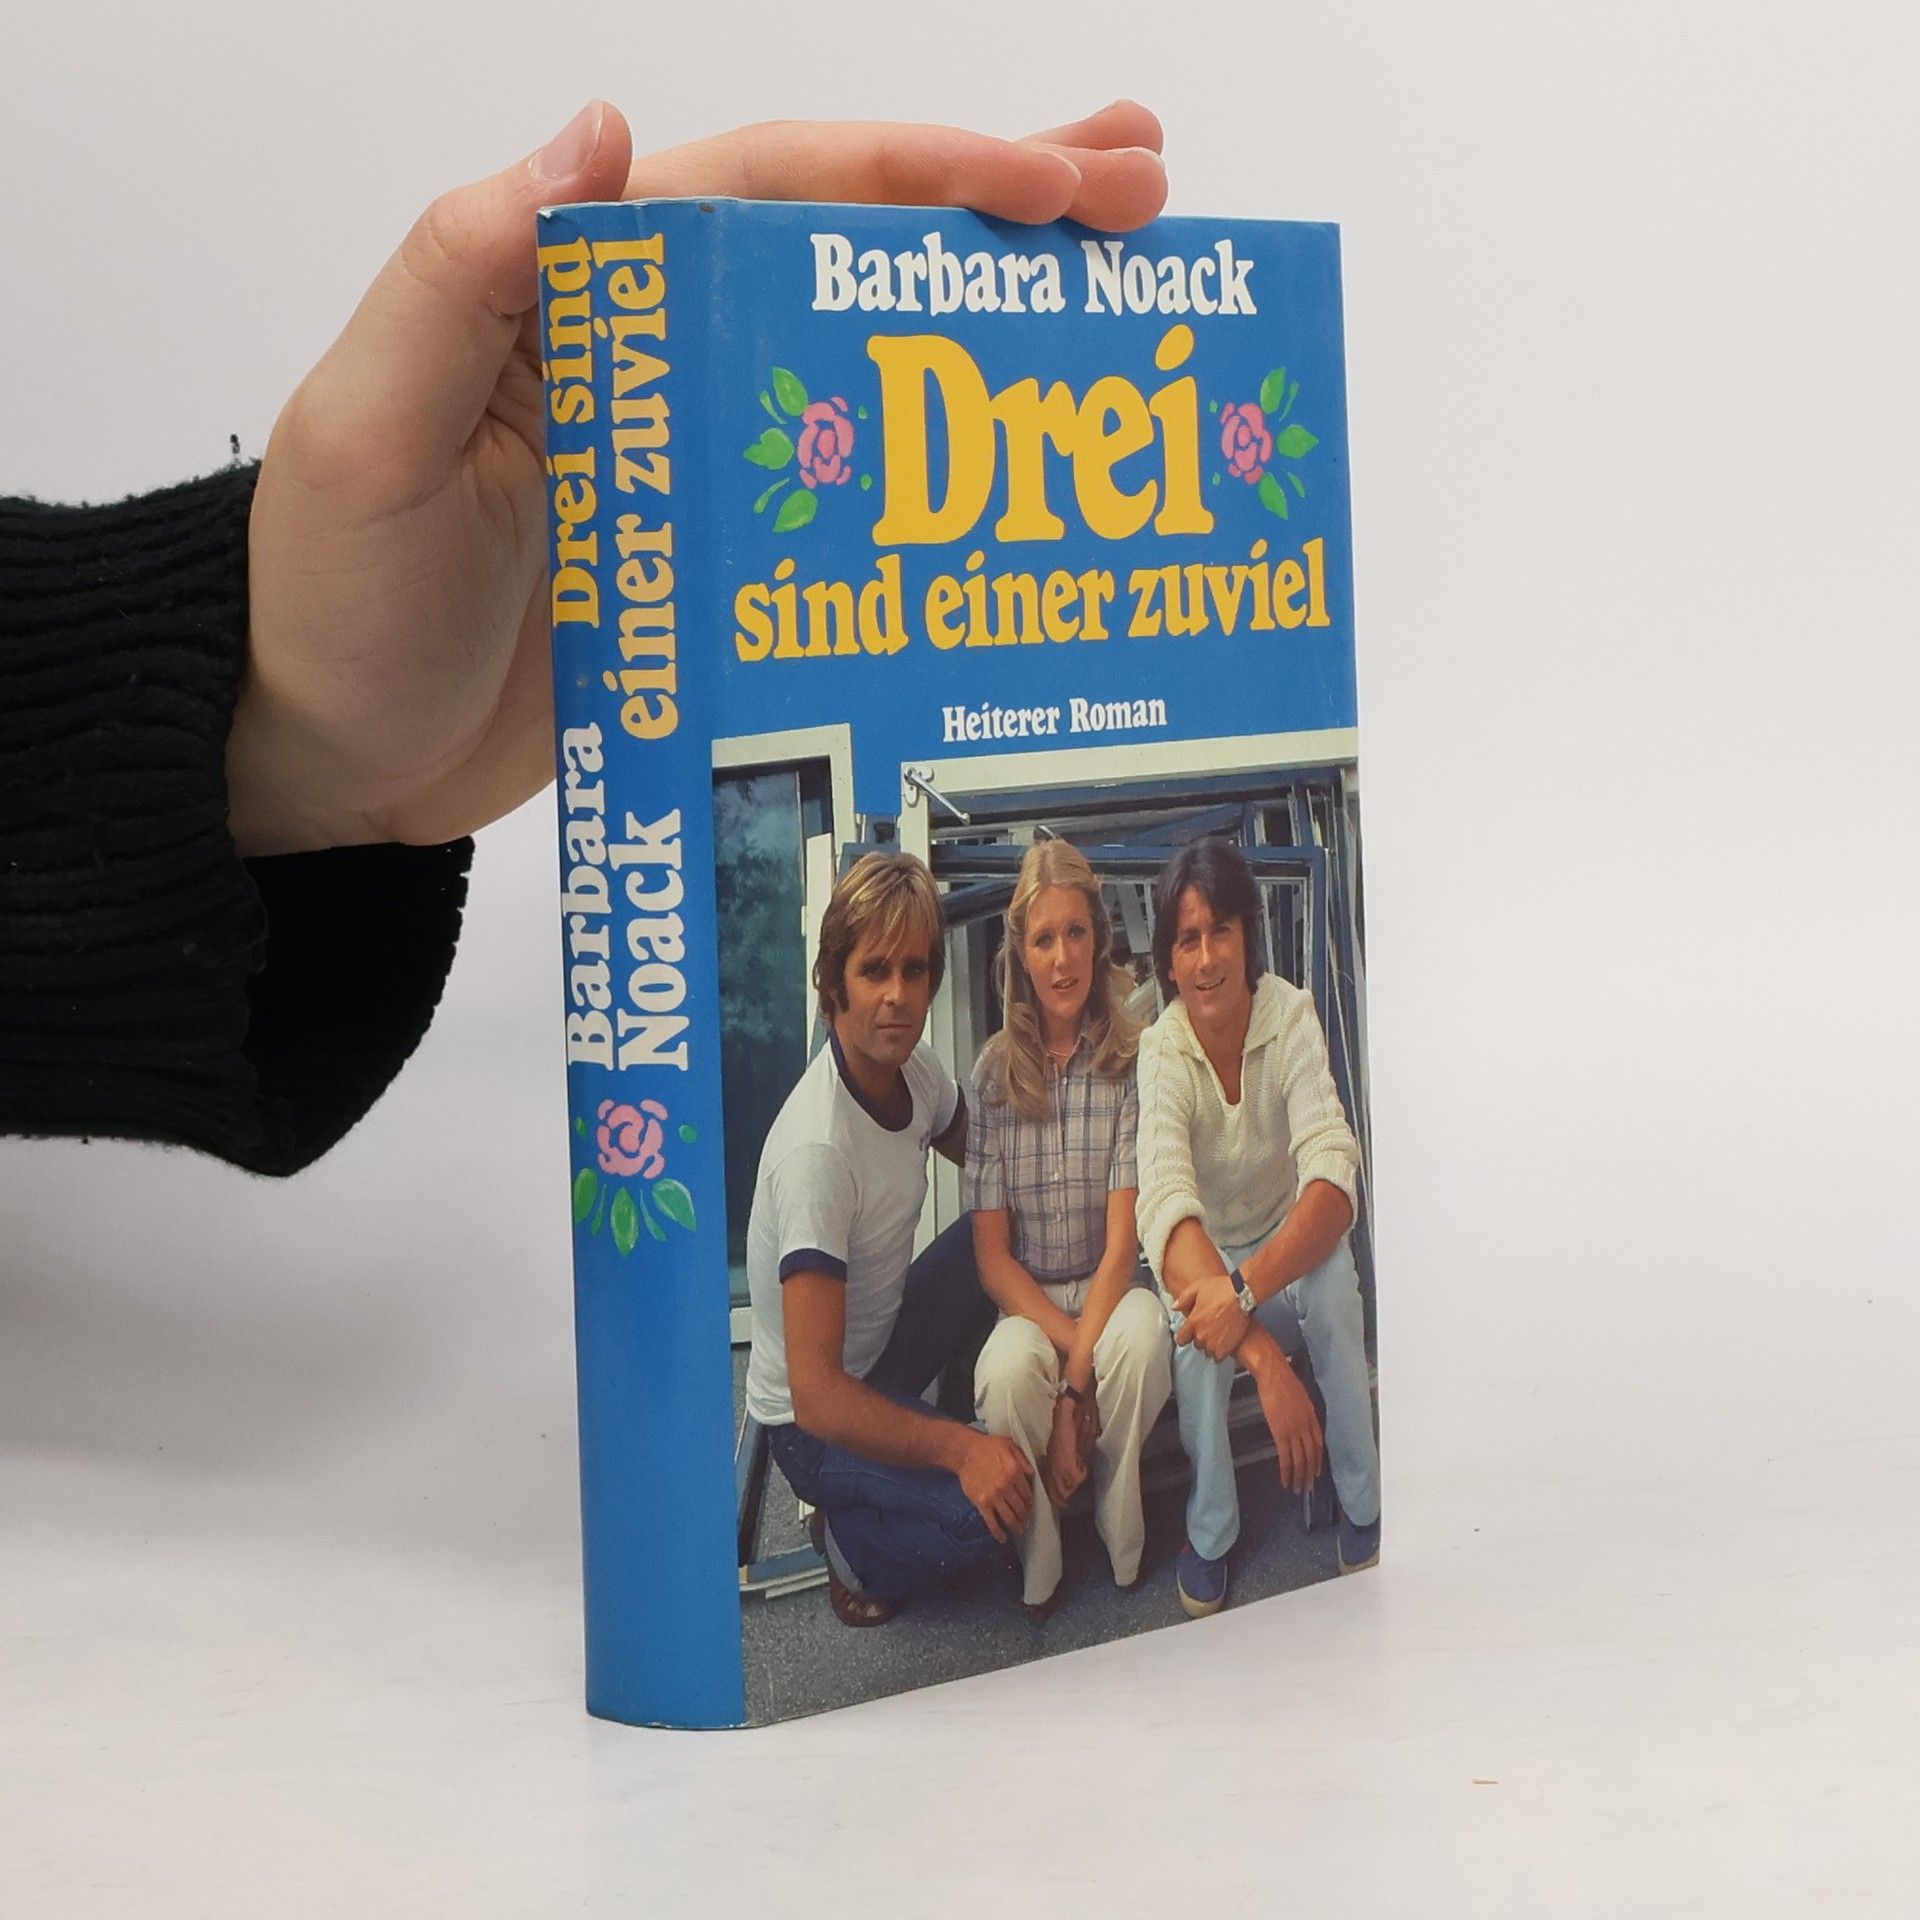 Barbara Noack
Drei
sind einer zuviel
Heiterer Roman
Barbara
Noack
Drei sind
einer zuviel